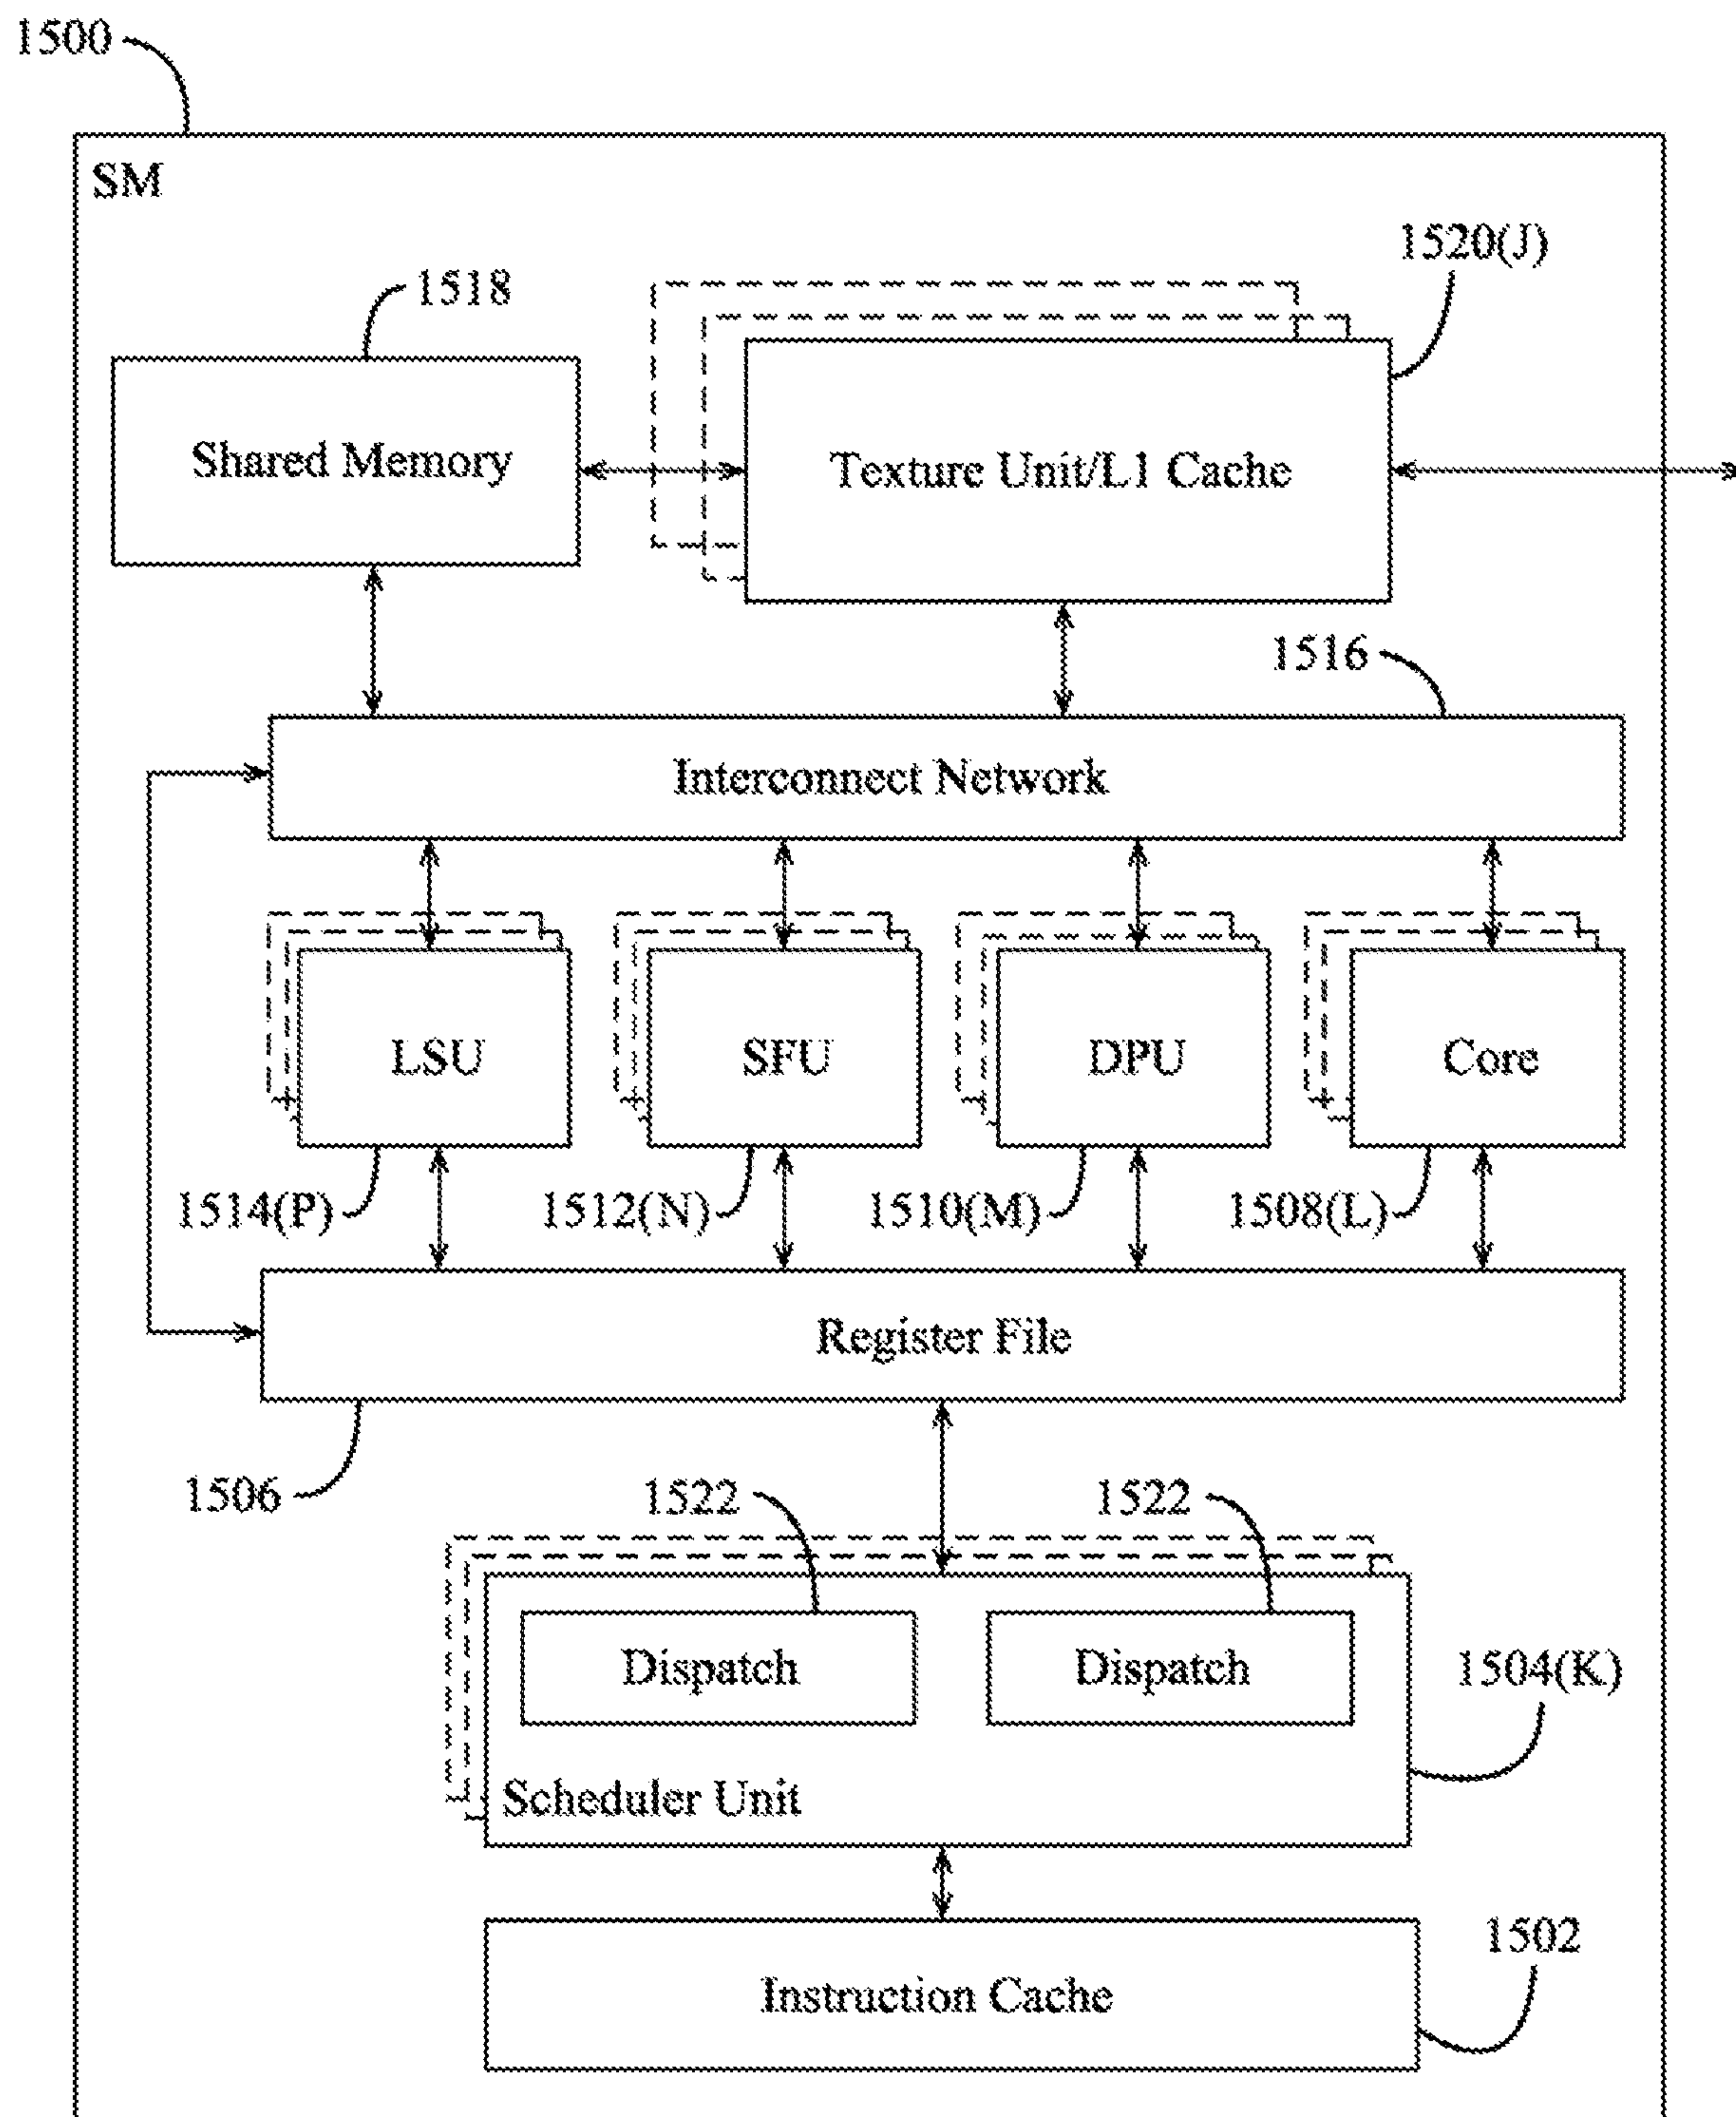 1500
SM
1520(J)
1518
Shared Memory
Texture Unit/L1 Cache
1516
Interconnect Network
LSU
SFU
DPU
Core
1514(P)
1512(N)
1510(M)
1508(L)
Register File
1506
1522
1522
Dispatch
Dispatch
1504(K)
Scheduler Unit
1502
Instruction Cache